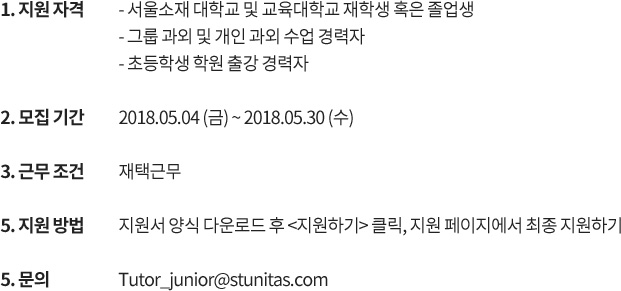 1. 지원 자격 - 서울소재 대학교 및 교육대학교 재학생 혹은 졸업생
- 그룹 과외 및 개인 과외 수업 경력자
- 초등학생 학원 출강 경력자
2. 모집 기간 2018.05.04 (금) ~ 2018.05.30 (수)
3. 근무 조건 재택근무
5. 지원 방법 지원서 양식 다운로드 후 <지원하기> 클릭, 지원 페이지에서 최종 지원하기
5. 문의 Tutor_junior@stunitas.com